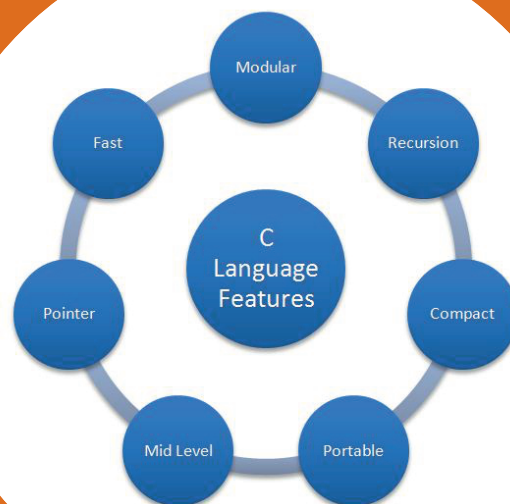 Modular
Fast
Recursion
C
Language
Features
Pointer
Compact
Mid Level
Portable